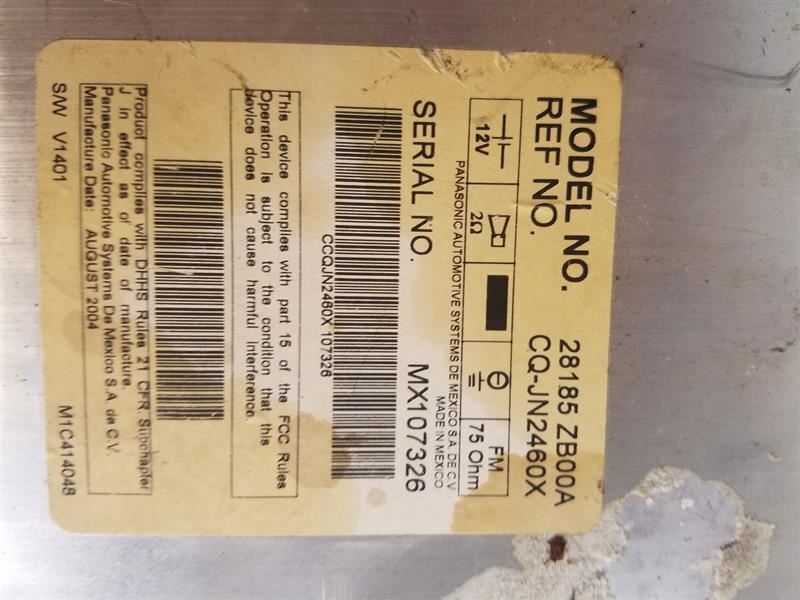 MODEL NO. 28185 ZB00A
REF NO. CQ-JN2460X
12V 2Ω FM 75 Ohm
PANASONIC AUTOMOTIVE SYSTEMS DE MEXICO S.A. DE C.V
MADE IN MEXICO
SERIAL NO. MX107326
CCQJN2460X 107326
This device complies with part 15 of the FCC Rules
Operation is subject to the condition that this
device does not cause harmful interference.
Product complies with DHHS Rules 21 CFR Subchapter
J in effect as of date of manufacture.
Panasonic Automotive Systems De Mexico S.A. de C.V.
Manufacture Date: AUGUST 2004
S/W V1401 M1C414048